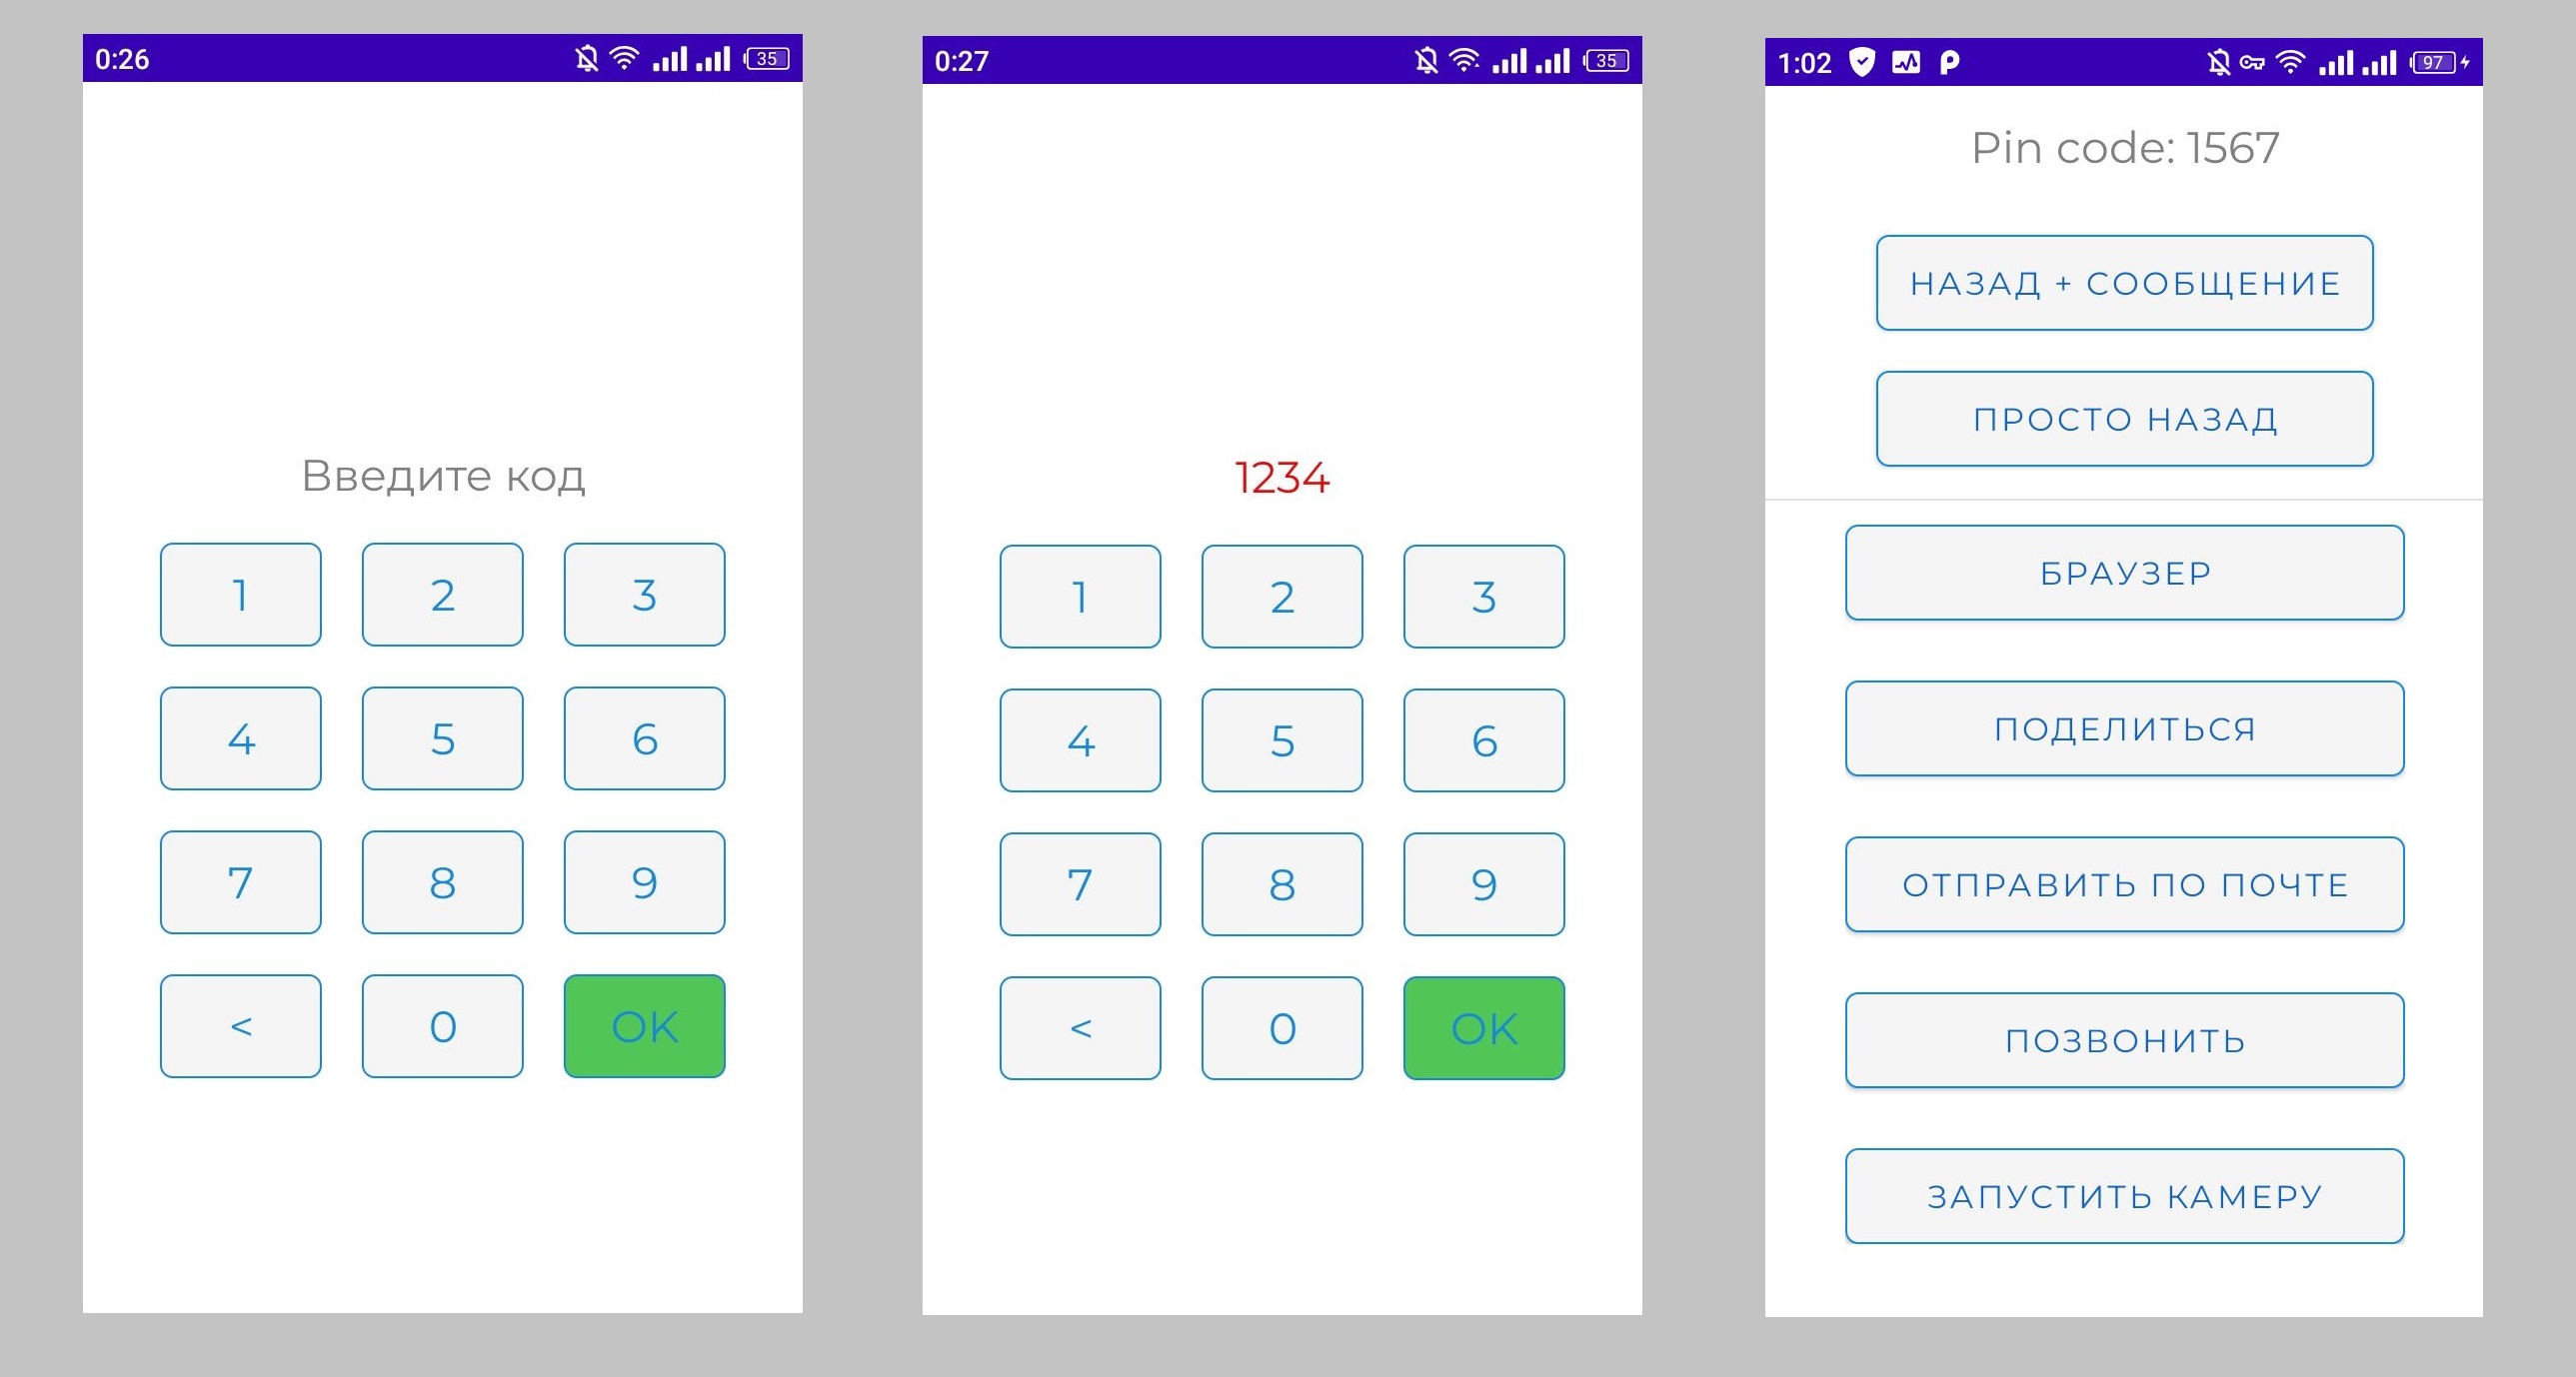 0:26
35
Введите код
1 2 3
4 5 6
7 8 9
< 0 OK
0:27
35
1234
1 2 3
4 5 6
7 8 9
< 0 OK
1:02
97
Pin code: 1567
НАЗАД + СООБЩЕНИЕ
ПРОСТО НАЗАД
БРАУЗЕР
ПОДЕЛИТЬСЯ
ОТПРАВИТЬ ПО ПОЧТЕ
ПОЗВОНИТЬ
ЗАПУСТИТЬ КАМЕРУ